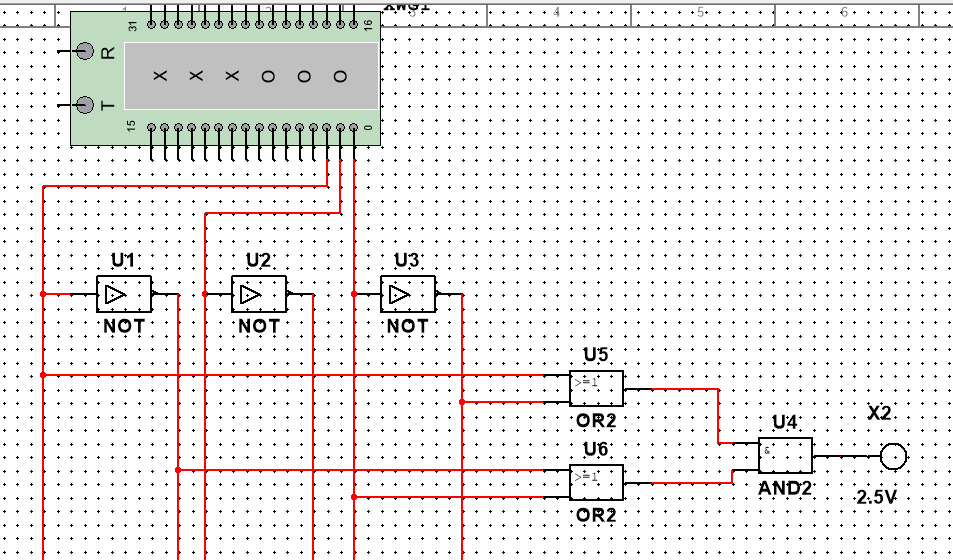 4 5 6
XWG1
31 16
R
X X X O O O
T
15 0
U1 U2 U3
NOT NOT NOT
U5
>=1
OR2
X2
U4
&
U6
>=1
AND2
2.5V
OR2